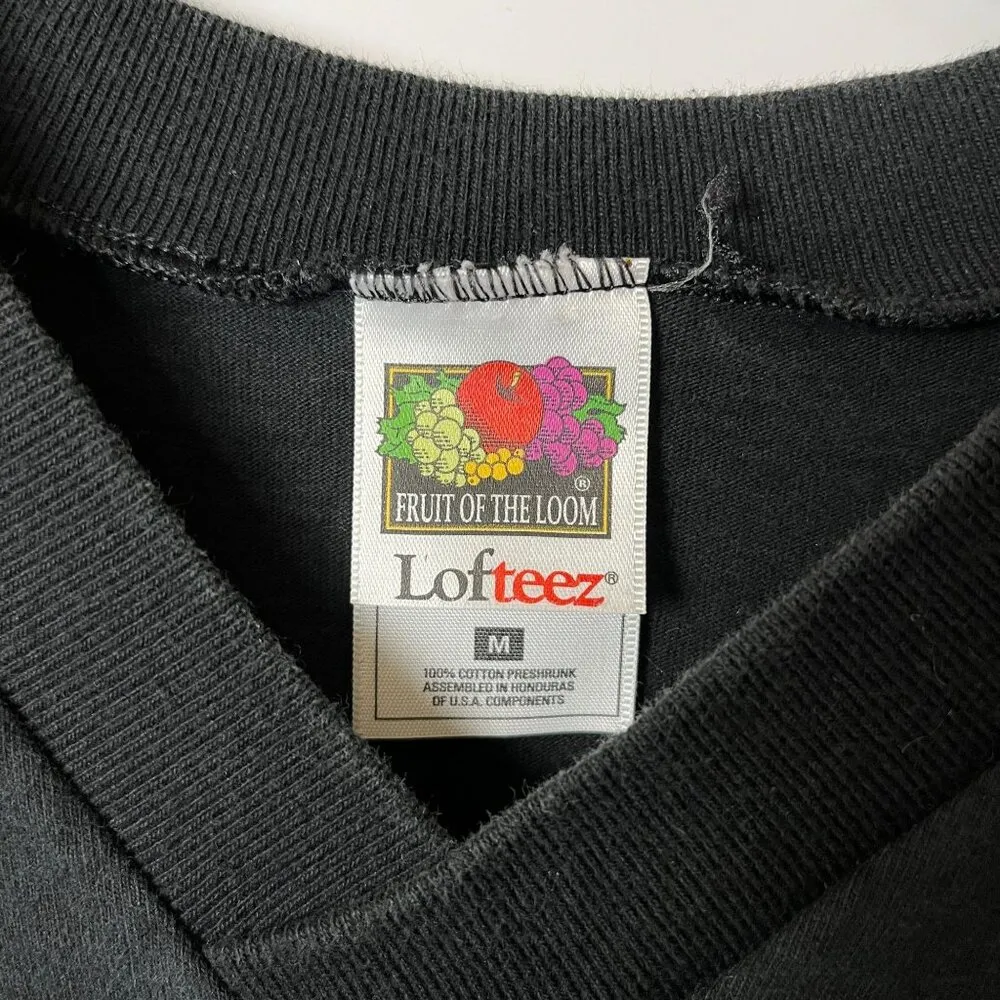 ®
FRUIT OF THE LOOM
Lofteez®
M
100% COTTON PRESHRUNK
ASSEMBLED IN HONDURAS
OF U.S.A. COMPONENTS